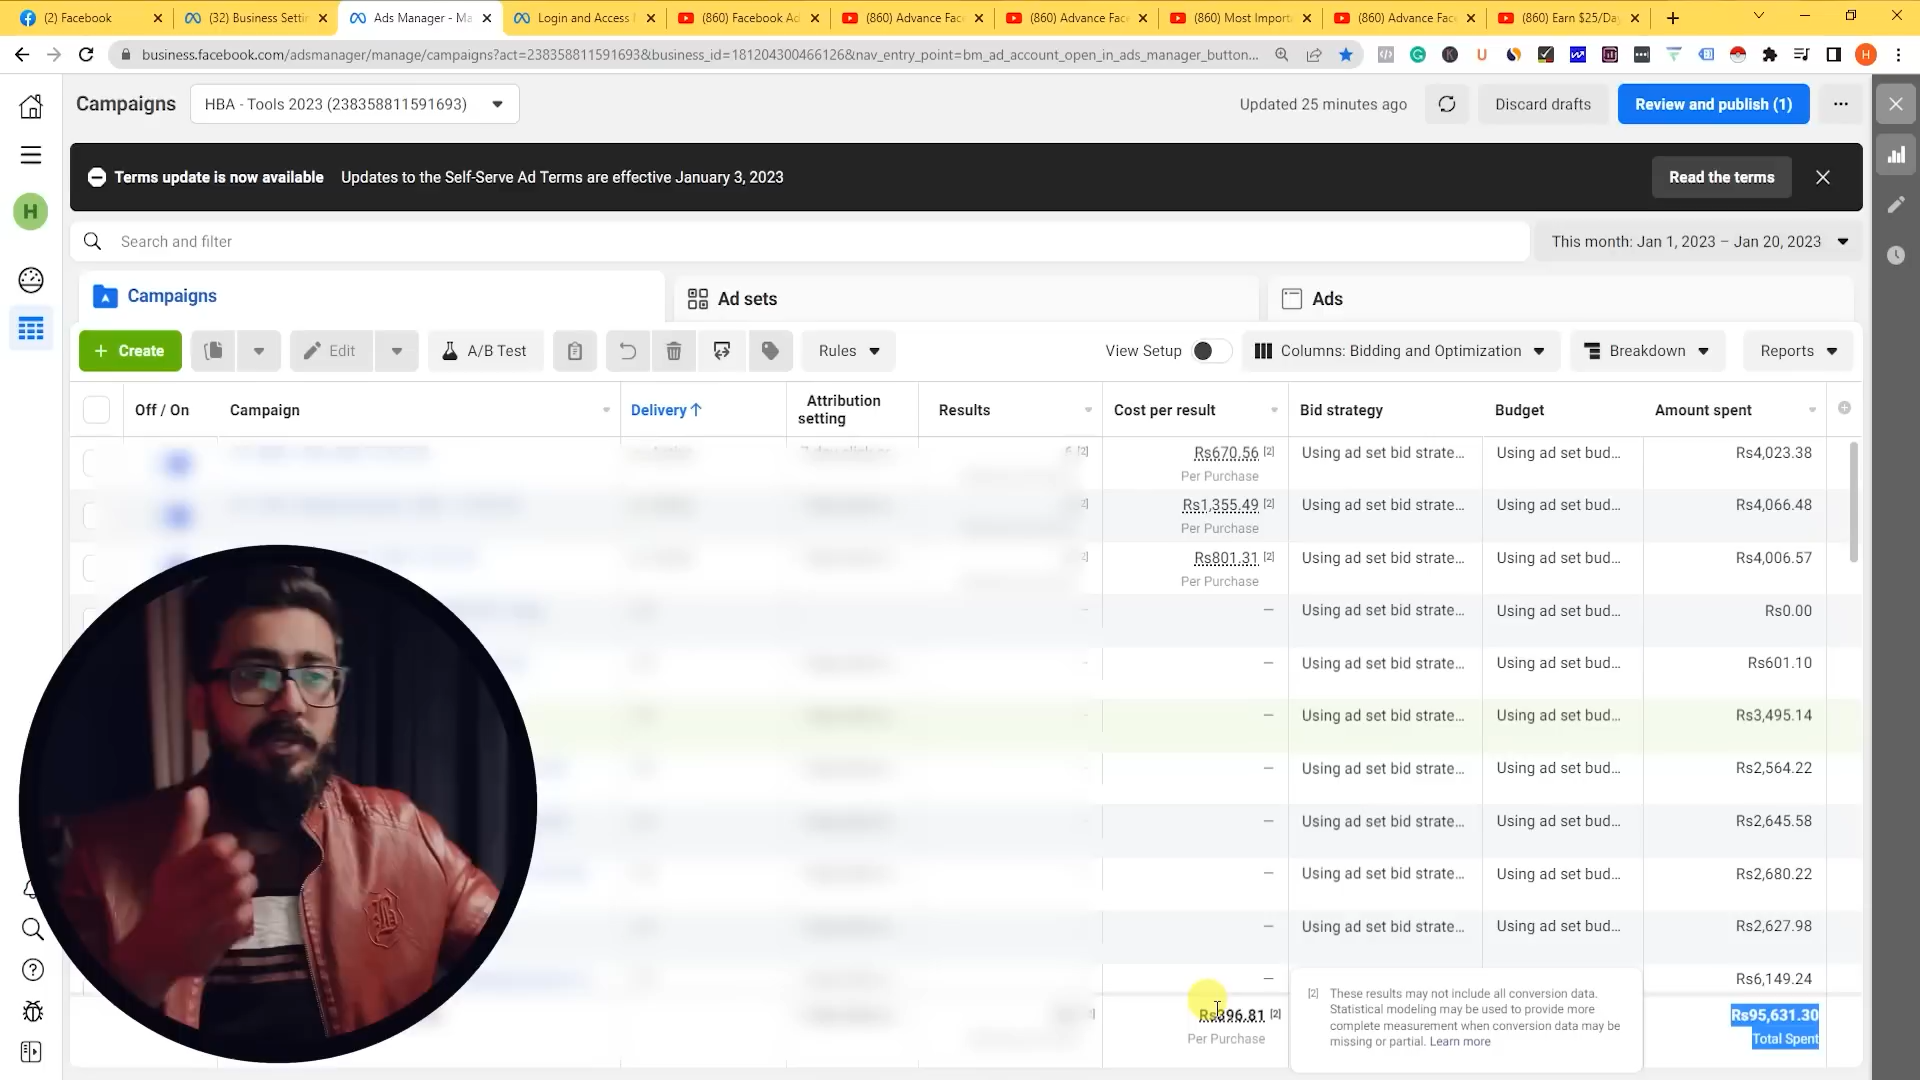 (2) Facebook
(32) Business Settin
Ads Manager - Ma
Login and Access
(860) Facebook Ad
(860) Advance Fac
(860) Advance Fac
(860) Most Importa
(860) Advance Fac
(860) Earn $25/Day
business.facebook.com/adsmanager/manage/campaigns?act=238358811591693&business_id=181204300466126&nav_entry_point=bm_ad_account_open_in_ads_manager_button...
Campaigns
HBA - Tools 2023 (238358811591693)
Updated 25 minutes ago
Discard drafts
Review and publish (1)
Terms update is now available
Updates to the Self-Serve Ad Terms are effective January 3, 2023
Read the terms
H
Search and filter
This month: Jan 1, 2023 – Jan 20, 2023
Campaigns
Ad sets
Ads
+ Create
Edit
A/B Test
Rules
View Setup
Columns: Bidding and Optimization
Breakdown
Reports
Off / On
Campaign
Delivery ↑
Attribution
setting
Results
Cost per result
Bid strategy
Budget
Amount spent
Rs670.56 [2]
Per Purchase
Using ad set bid strate...
Using ad set bud...
Rs4,023.38
Rs1,355.49 [2]
Per Purchase
Using ad set bid strate...
Using ad set bud...
Rs4,066.48
Rs801.31 [2]
Per Purchase
Using ad set bid strate...
Using ad set bud...
Rs4,006.57
—
Using ad set bid strate...
Using ad set bud...
Rs0.00
—
Using ad set bid strate...
Using ad set bud...
Rs601.10
—
Using ad set bid strate...
Using ad set bud...
Rs3,495.14
—
Using ad set bid strate...
Using ad set bud...
Rs2,564.22
—
Using ad set bid strate...
Using ad set bud...
Rs2,645.58
—
Using ad set bid strate...
Using ad set bud...
Rs2,680.22
—
Using ad set bid strate...
Using ad set bud...
Rs2,627.98
—
Rs6,149.24
Rs396.81 [2]
Per Purchase
[2] These results may not include all conversion data.
Statistical modeling may be used to provide more
complete measurement when conversion data may be
missing or partial. Learn more
Rs95,631.30
Total Spent